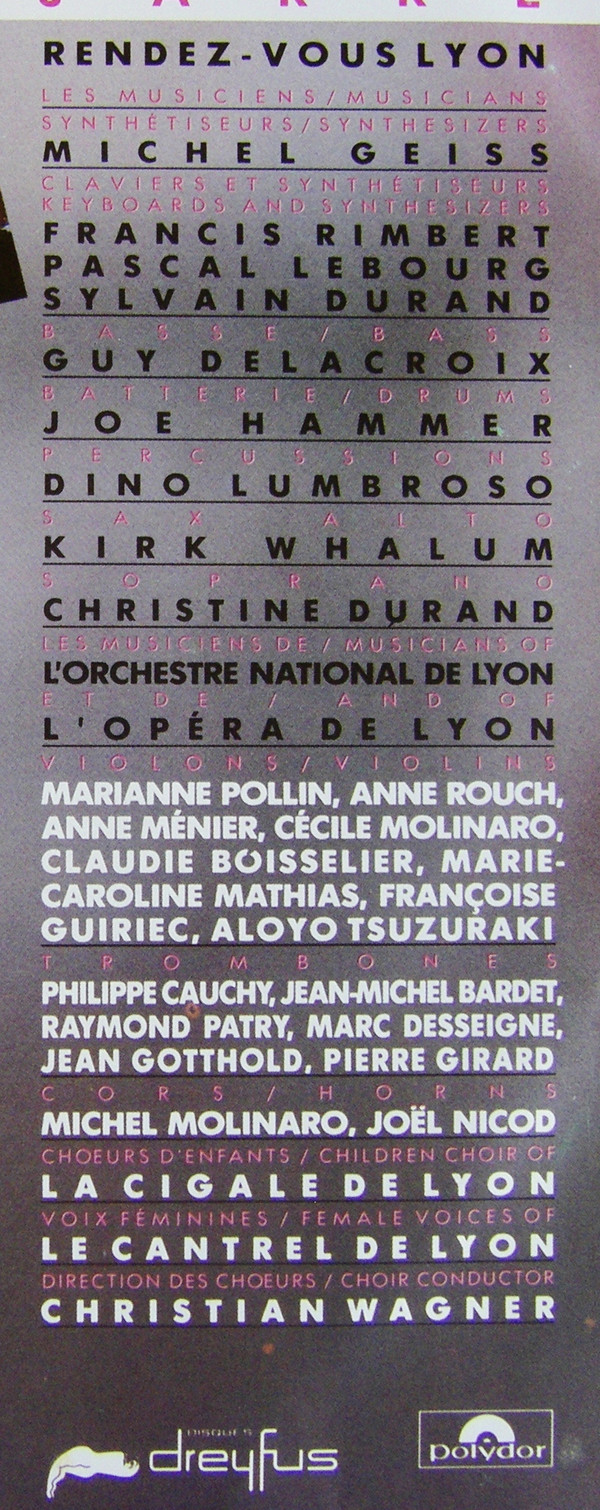 JARRE
RENDEZ-VOUS LYON
LES MUSICIENS/MUSICIANS
SYNTHÉTISEURS/SYNTHESIZERS
MICHEL GEISS
CLAVIERS ET SYNTHÉTISEURS
KEYBOARDS AND SYNTHESIZERS
FRANCIS RIMBERT
PASCAL LEBOURG
SYLVAIN DURAND
BASSE/BASS
GUY DELACROIX
BATTERIE/DRUMS
JOE HAMMER
PERCUSSIONS
DINO LUMBROSO
SAX ALTO
KIRK WHALUM
SOPRANO
CHRISTINE DURAND
LES MUSICIENS DE / MUSICIANS OF
L'ORCHESTRE NATIONAL DE LYON
ET DE / AND OF
L'OPÉRA DE LYON
VIOLONS/VIOLINS
MARIANNE POLLIN, ANNE ROUCH,
ANNE MÉNIER, CÉCILE MOLINARO,
CLAUDIE BOISSELIER, MARIE-
CAROLINE MATHIAS, FRANÇOISE
GUIRIEC, ALOYO TSUZURAKI
TROMBONES
PHILIPPE CAUCHY, JEAN-MICHEL BARDET,
RAYMOND PATRY, MARC DESSEIGNE,
JEAN GOTTHOLD, PIERRE GIRARD
CORS/HORNS
MICHEL MOLINARO, JOËL NICOD
CHOEURS D'ENFANTS / CHILDREN CHOIR OF
LA CIGALE DE LYON
VOIX FÉMININES / FEMALE VOICES OF
LE CANTREL DE LYON
DIRECTION DES CHOEURS / CHOIR CONDUCTOR
CHRISTIAN WAGNER
DISQUES
dreyfus
polydor